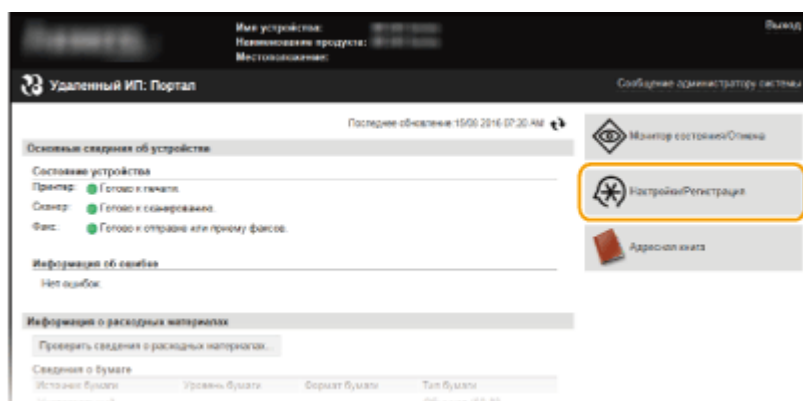 Имя устройства:
Наименование продукта:
Местоположение:
Выход
Удаленный ИП: Портал
Сообщение администратору системы
Последнее обновление:15/08 2016 07:20 AM
Основные сведения об устройстве
Состояние устройства
Принтер: Готово к печати.
Сканер: Готово к сканированию.
Факс: Готово к отправке или приему факсов.
Информация об ошибке
Нет ошибок.
Информация о расходных материалах
Проверить сведения о расходных материалах...
Сведения о бумаге
Источник бумаги Уровень бумаги Формат бумаги Тип бумаги
Монитор состояния/Отмена
Настройки/Регистрация
Адресная книга